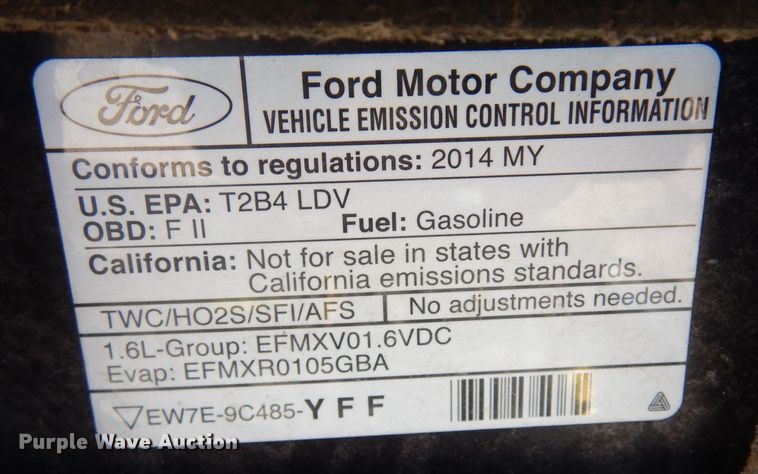 Ford
Ford Motor Company
VEHICLE EMISSION CONTROL INFORMATION
Conforms to regulations: 2014 MY
U.S. EPA: T2B4 LDV
OBD: F II Fuel: Gasoline
California: Not for sale in states with
California emissions standards.
TWC/HO2S/SFI/AFS No adjustments needed.
1.6L-Group: EFMXV01.6VDC
Evap: EFMXR0105GBA
EW7E-9C485-YFF
Purple Wave Auction